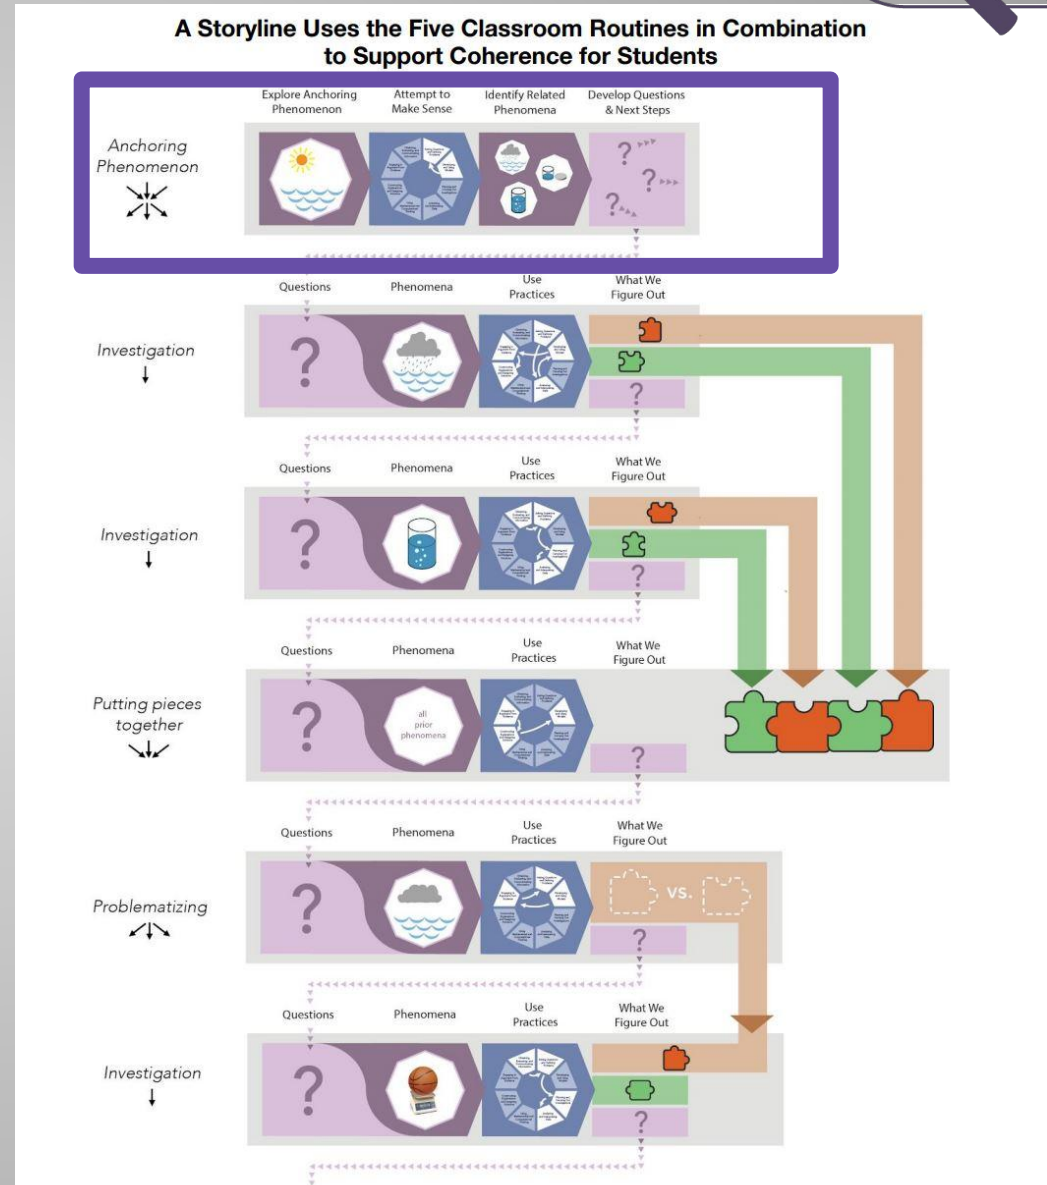 A Storyline Uses the Five Classroom Routines in Combination
to Support Coherence for Students
Explore Anchoring
Phenomenon
Attempt to
Make Sense
Identify Related
Phenomena
Develop Questions
& Next Steps
Anchoring
Phenomenon
?
?
?
Questions
Phenomena
Use
Practices
What We
Figure Out
Investigation
?
?
Questions
Phenomena
Use
Practices
What We
Figure Out
Investigation
?
?
Questions
Phenomena
Use
Practices
What We
Figure Out
Putting pieces
together
?
all
prior
phenomena
?
Questions
Phenomena
Use
Practices
What We
Figure Out
Problematizing
?
VS.
?
Questions
Phenomena
Use
Practices
What We
Figure Out
Investigation
?
?